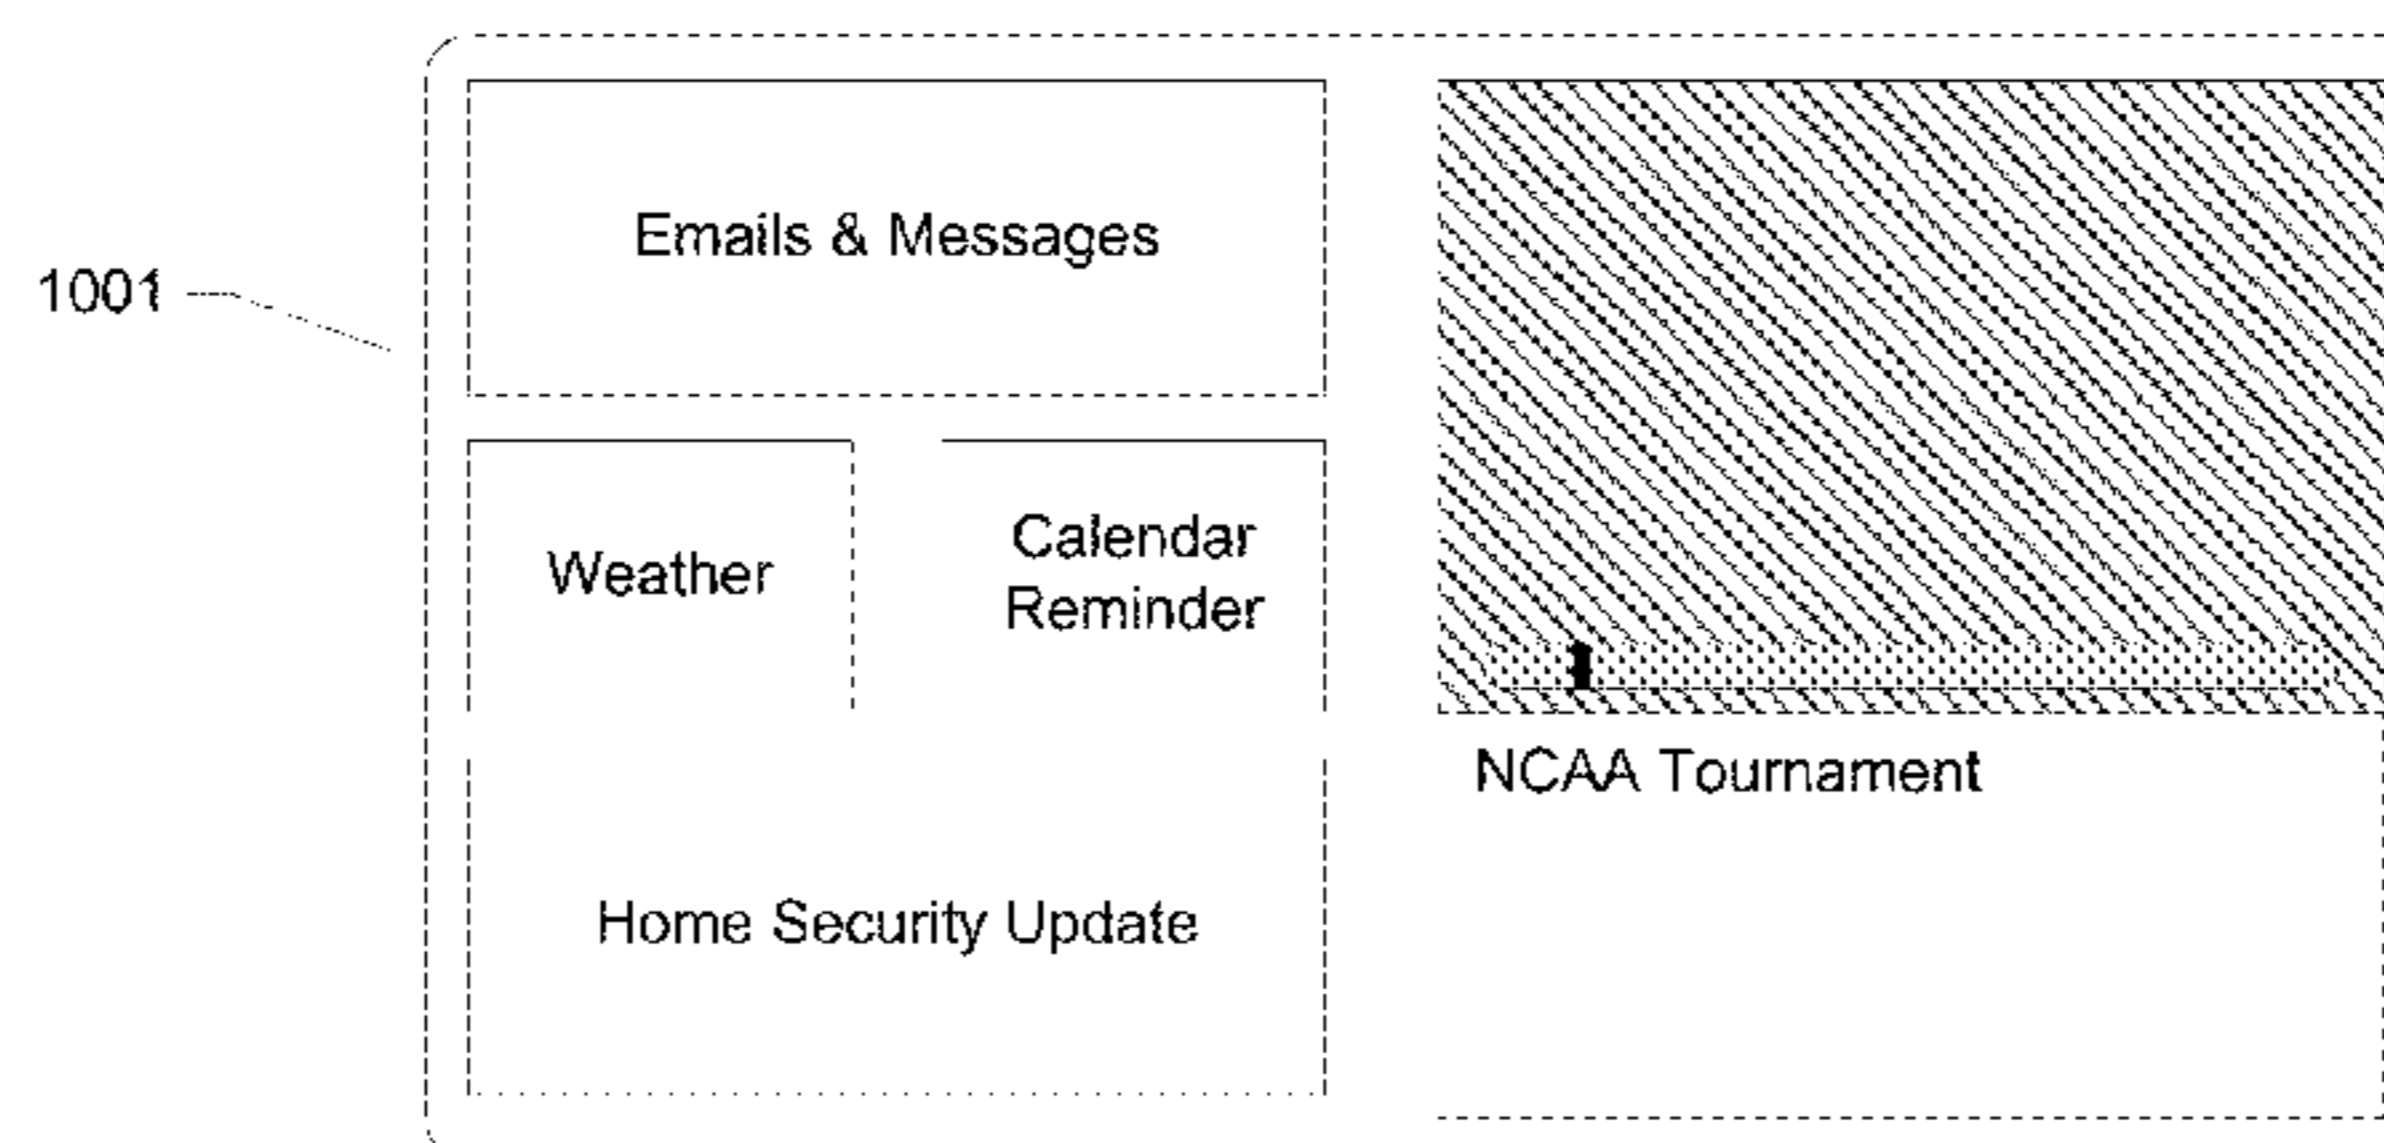 Emails & Messages
1001
Weather
Calendar
Reminder
NCAA Tournament
Home Security Update